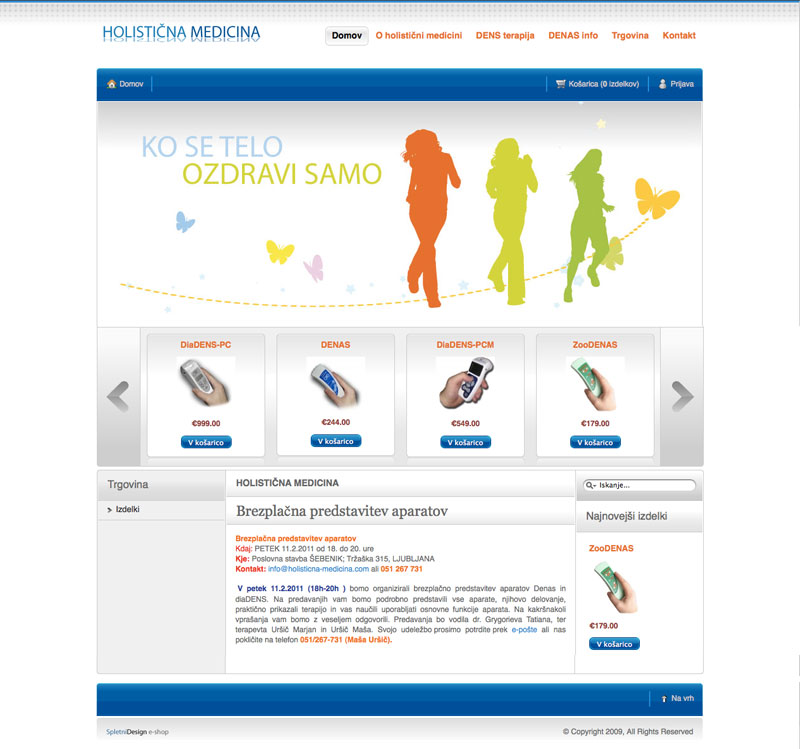 HOLISTIČNA MEDICINA
Domov O holistični medicini DENS terapija DENAS info Trgovina Kontakt
Domov Košarica (0 izdelkov) Prijava
KO SE TELO
OZDRAVI SAMO
DiaDENS-PC DENAS DiaDENS-PCM ZooDENAS
€999.00 €244.00 €549.00 €179.00
V košarico V košarico V košarico V košarico
Trgovina
Izdelki
HOLISTIČNA MEDICINA
Brezplačna predstavitev aparatov
Brezplačna predstavitev aparatov
Kdaj: PETEK 11.2.2011 od 18. do 20. ure
Kje: Poslovna stavba ŠEBENIK; Tržaška 315, LJUBLJANA
Kontakt: info@holisticna-medicina.com ali 051 267 731
V petek 11.2.2011 (18h-20h ) bomo organizirali brezplačno predstavitev aparatov Denas in
diaDENS. Na predavanjih vam bomo podrobno predstavili vse aparate, njihovo delovanje,
praktično prikazali terapijo in vas naučili uporabljati osnovne funkcije aparata. Na kakršnakoli
vprašanja vam bomo z veseljem odgovorili. Predavanja bo vodila dr. Grygorieva Tatiana, ter
terapevta Uršič Marjan in Uršič Maša. Svojo udeležbo prosimo potrdite prek e-pošte ali nas
pokličite na telefon 051/267-731 (Maša Uršič).
Iskanje...
Najnovejši izdelki
ZooDENAS
€179.00
V košarico
Na vrh
SpletniDesign e-shop © Copyright 2009, All Rights Reserved